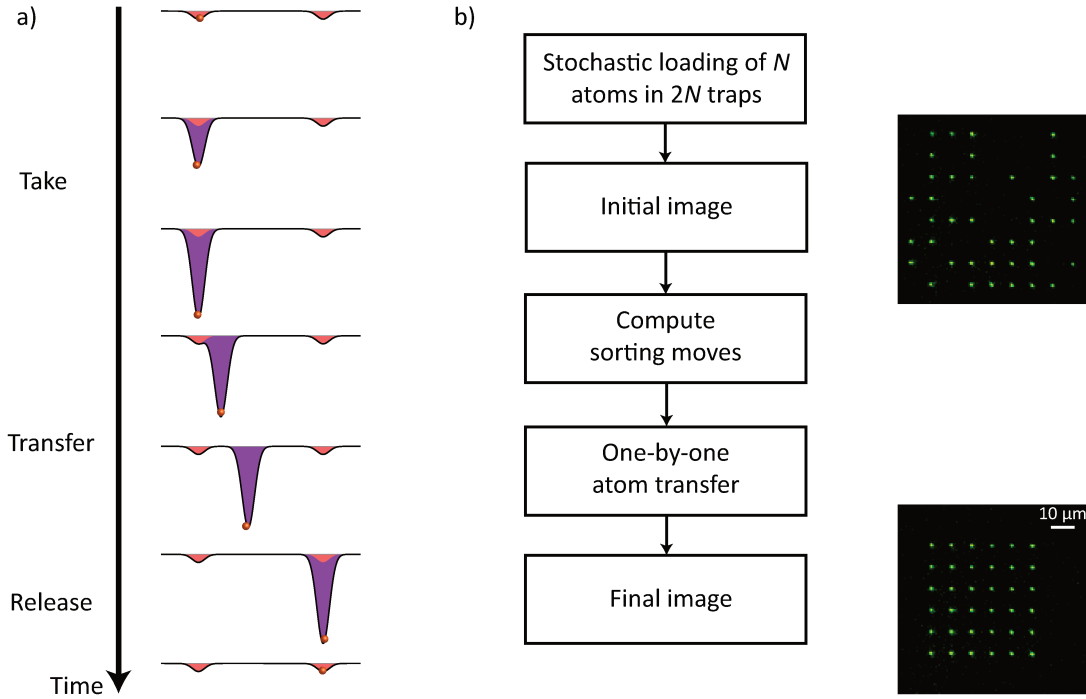 a)
Take
Transfer
Release
Time
b)
Stochastic loading of N
atoms in 2N traps
Initial image
Compute
sorting moves
One-by-one
atom transfer
Final image
10 µm